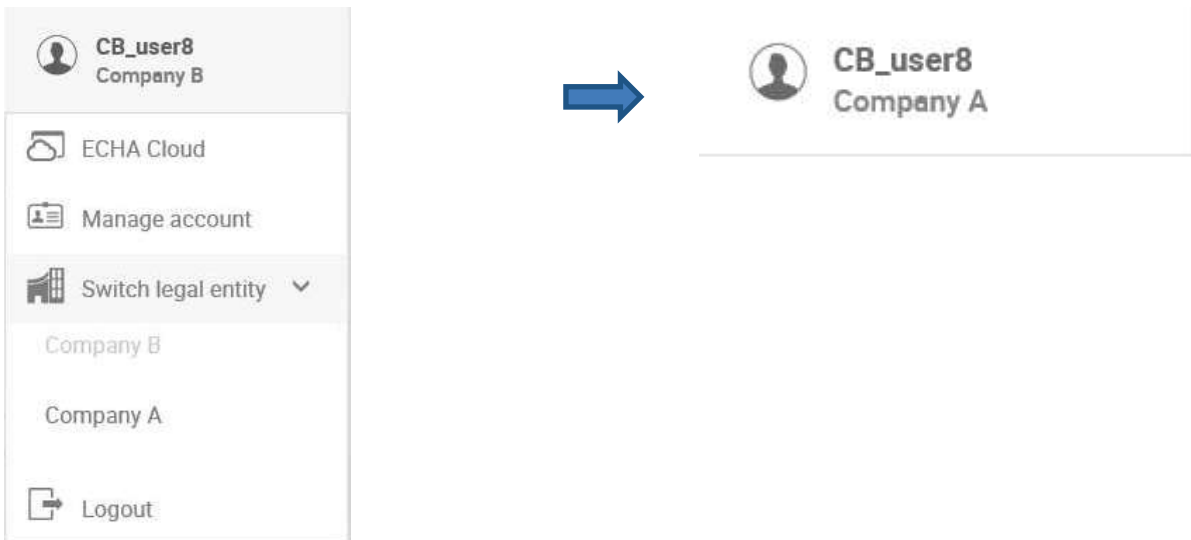 CB_user8
Company B
ECHA Cloud
Manage account
Switch legal entity
Company B
Company A
Logout
CB_user8
Company A